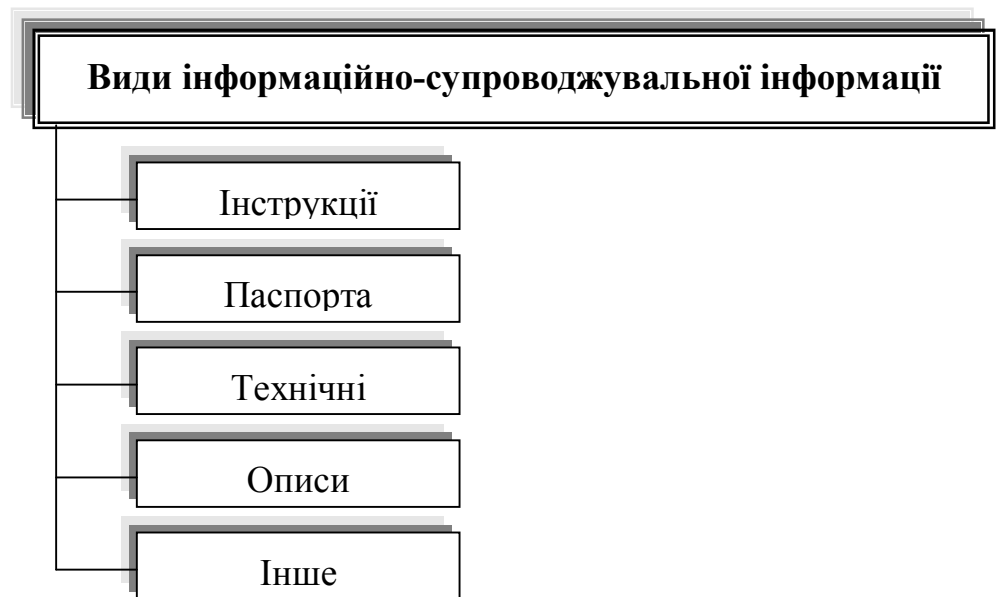 Види інформаційно-супроводжувальної інформації
Інструкції
Паспорта
Технічні
Описи
Інше